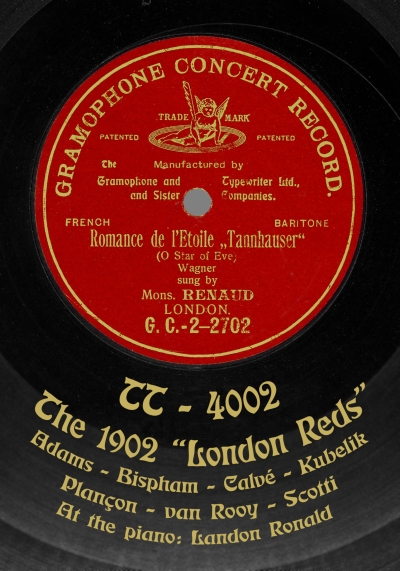 GRAMOPHONE CONCERT RECORD.
TRADE MARK
PATENTED PATENTED
The Manufactured by
Gramophone and Typewriter Ltd.,
and Sister Companies.
FRENCH BARITONE
Romance de l'Etoile „Tannhauser“
(O Star of Eve)
Wagner
sung by
Mons. RENAUD
LONDON.
G. C.-2-2702
TT - 4002
The 1902 "London Reds"
Adams - Bispham - Calvé - Kubelik
Plançon - van Rooy - Scotti
At the piano: Landon Ronald